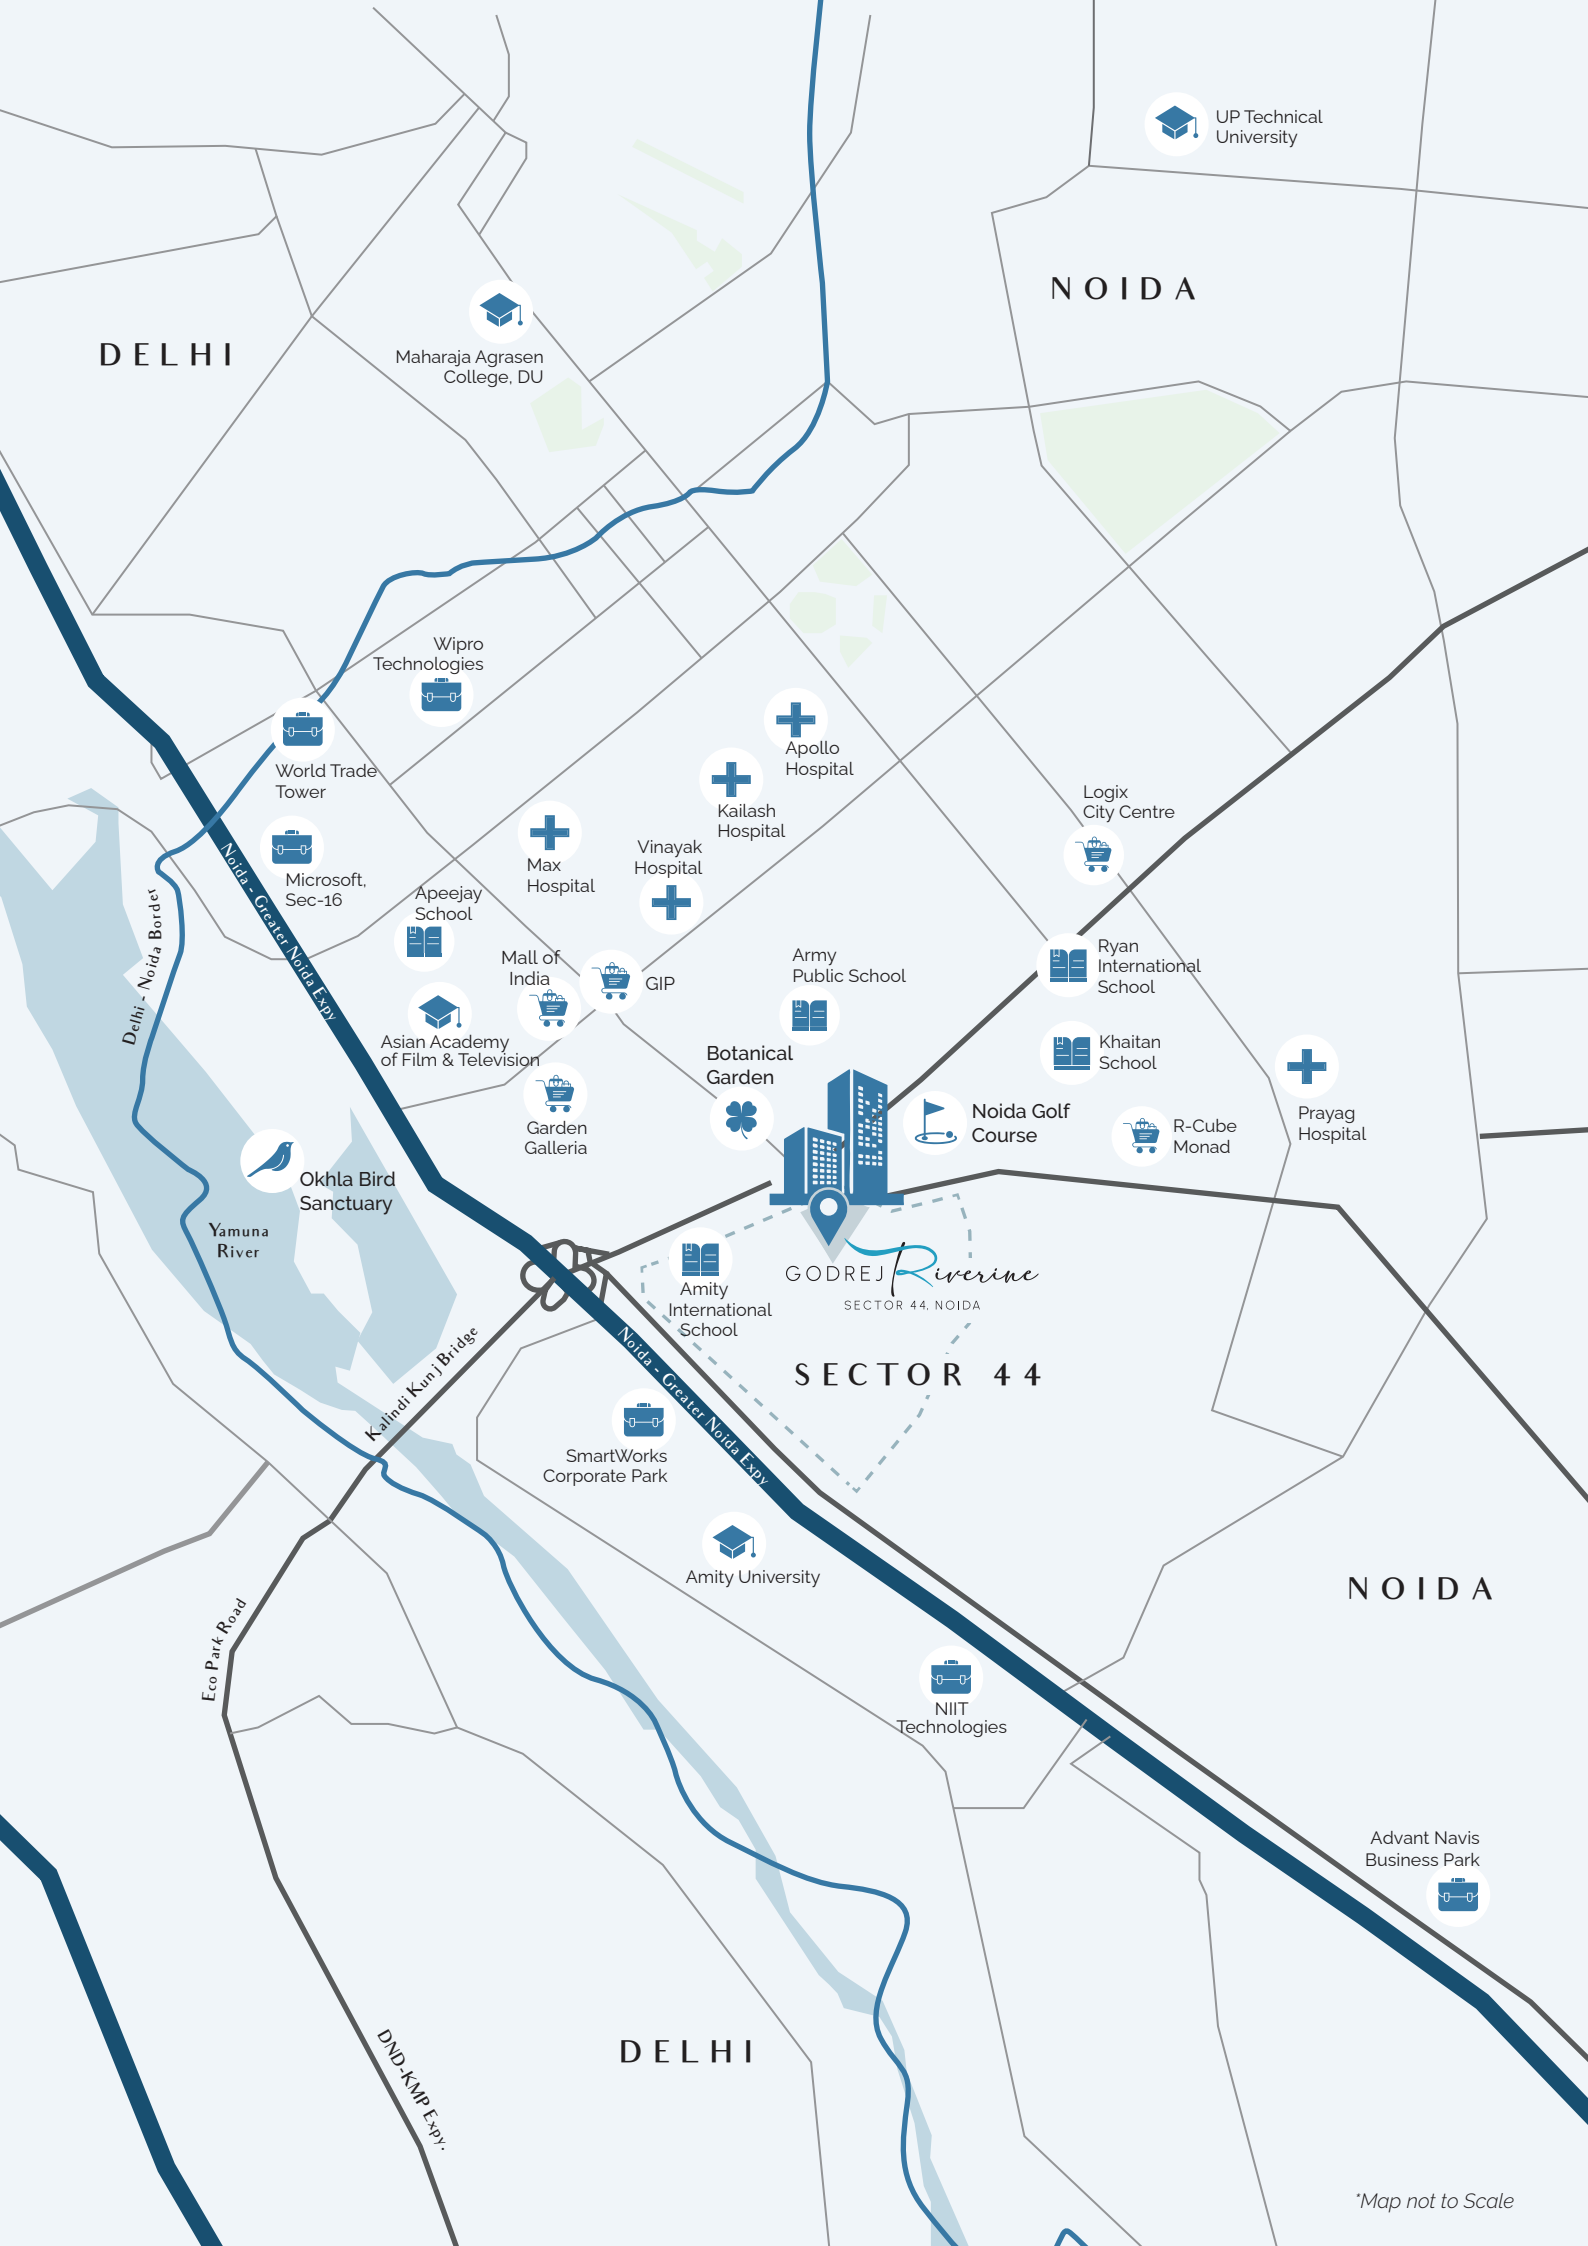 UP Technical
University
NOIDA
DELHI
Maharaja Agrasen
College, DU
Wipro
Technologies
World Trade
Tower
Apollo
Hospital
Kailash
Hospital
Logix
City Centre
Vinayak
Hospital
Max
Hospital
Microsoft,
Sec-16
Apeejay
School
Noida - Greater Noida Expy
Delhi - Noida Border
Mall of
India
GIP
Army
Public School
Ryan
International
School
Asian Academy
of Film & Television
Botanical
Garden
Khaitan
School
Noida Golf
Course
R-Cube
Monad
Prayag
Hospital
Garden
Galleria
Okhla Bird
Sanctuary
Yamuna
River
Amity
International
School
GODREJ Riverine
SECTOR 44, NOIDA
Kalindi Kunj Bridge
Noida - Greater Noida Expy
SECTOR 44
SmartWorks
Corporate Park
Amity University
NOIDA
Eco Park Road
NIIT
Technologies
Advant Navis
Business Park
DND-KMP Expy.
DELHI
*Map not to Scale